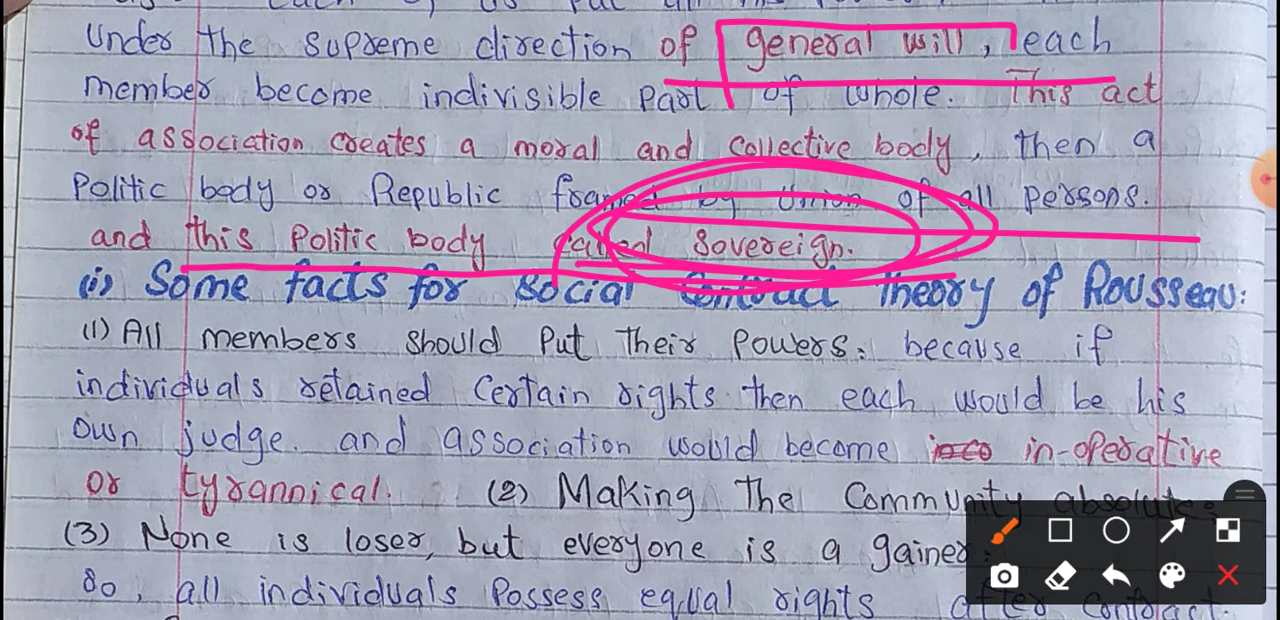 under the supreme direction of general will, each
member become indivisible part of whole. This act
of association creates a moral and collective body, then a
Politic body or Republic framed by Union of all persons.
and this Politic body called sovereign.
(i) Some facts for social contract theory of Rousseau:
(1) All members should put their powers. because if
individuals retained certain rights then each would be his
own judge. and association would become in-operative
or tyrannical. (2) Making the Community absolute.
(3) None is loser, but everyone is a gainer.
so, all individuals possess equal rights after contract.